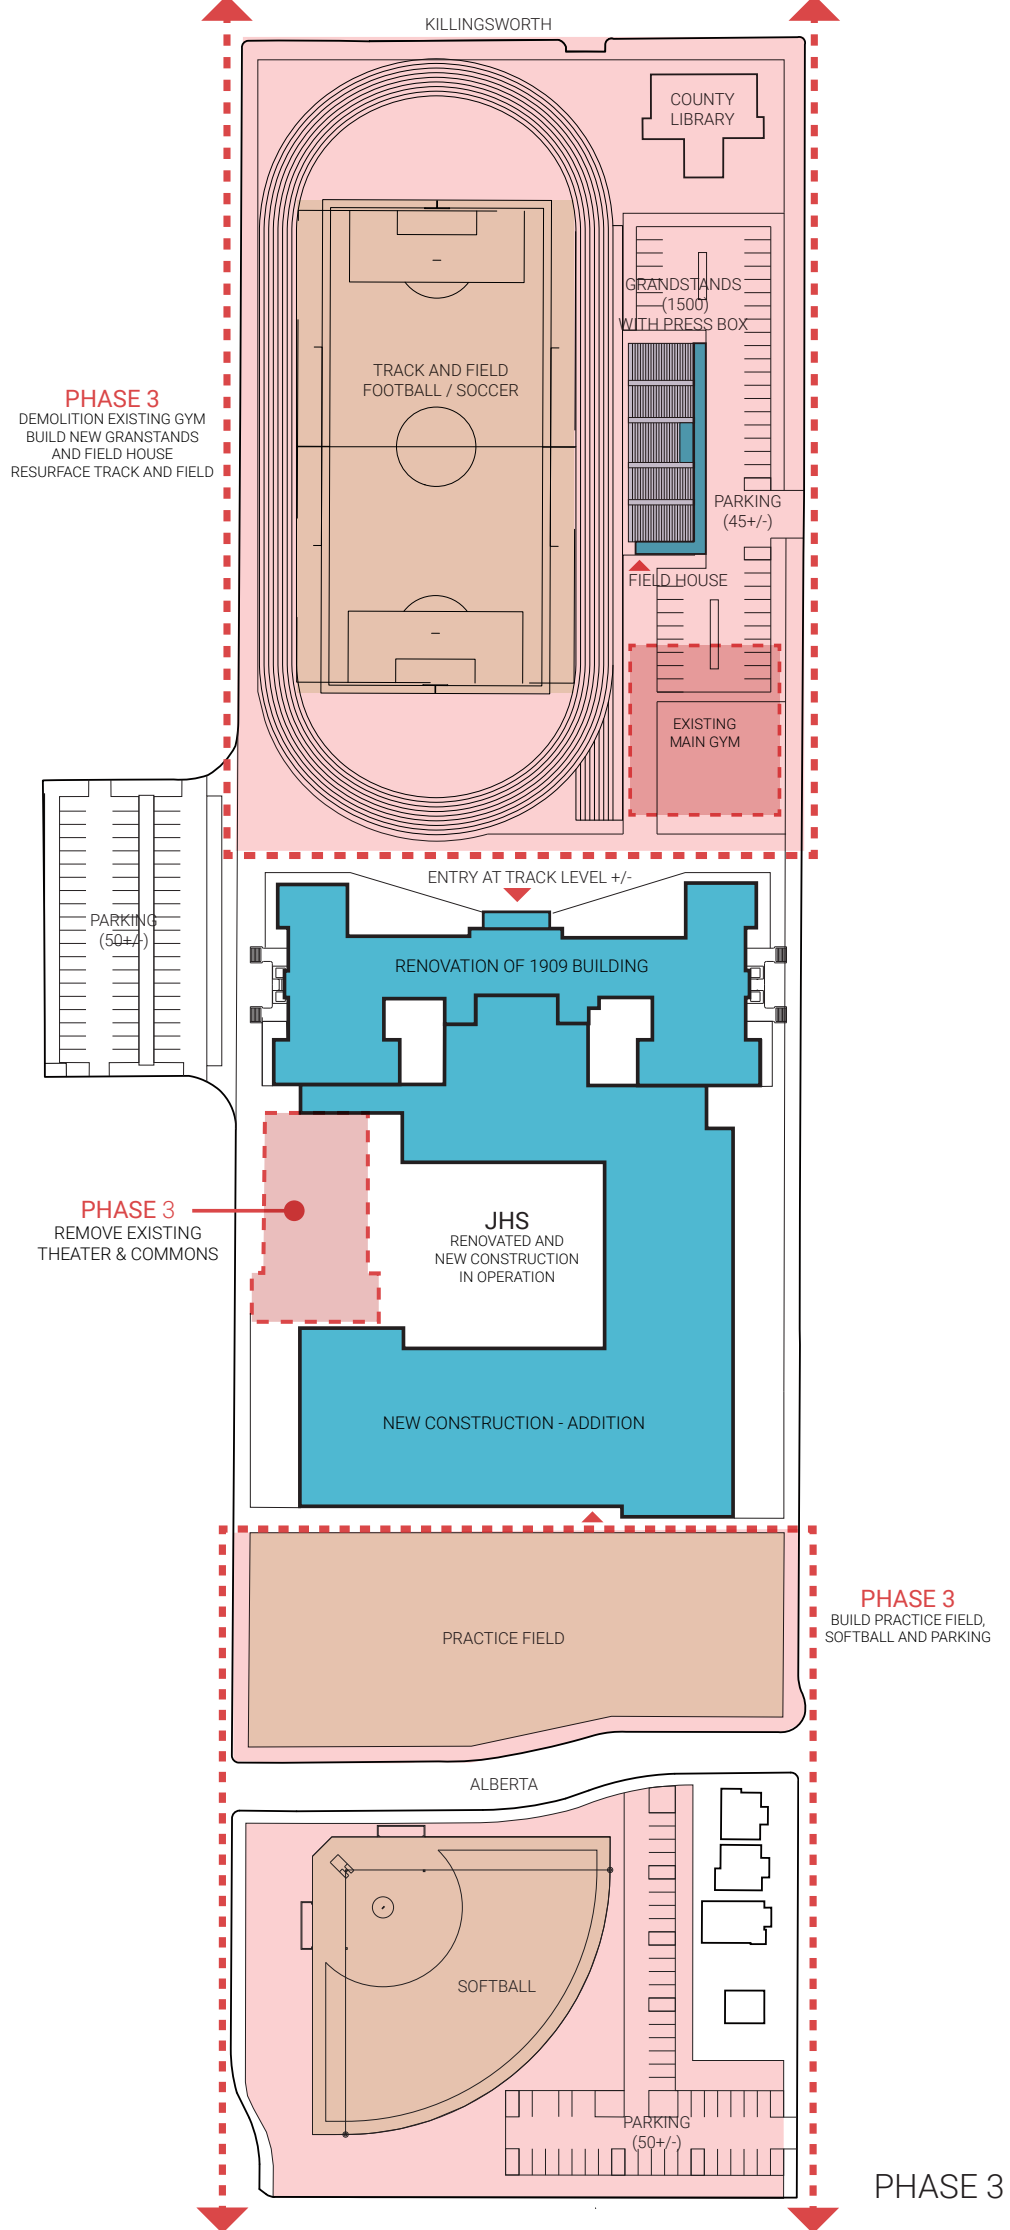 KILLINGSWORTH
COUNTY
LIBRARY
GRANDSTANDS
(1500)
WITH PRESS BOX
TRACK AND FIELD
FOOTBALL / SOCCER
PHASE 3
DEMOLITION EXISTING GYM
BUILD NEW GRANSTANDS
AND FIELD HOUSE
RESURFACE TRACK AND FIELD
PARKING
(45+/-)
FIELD HOUSE
EXISTING
MAIN GYM
ENTRY AT TRACK LEVEL +/-
PARKING
(50+/-)
RENOVATION OF 1909 BUILDING
PHASE 3
REMOVE EXISTING
THEATER & COMMONS
JHS
RENOVATED AND
NEW CONSTRUCTION
IN OPERATION
NEW CONSTRUCTION - ADDITION
PHASE 3
BUILD PRACTICE FIELD,
SOFTBALL AND PARKING
PRACTICE FIELD
ALBERTA
SOFTBALL
PARKING
(50+/-)
PHASE 3